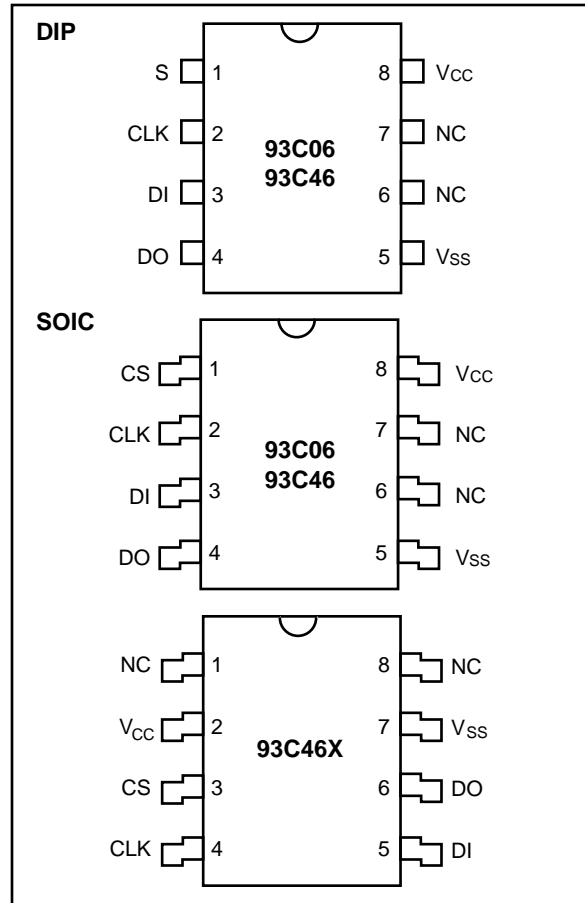 DIP
S 1 8 VCC
CLK 2 7 NC
93C06
93C46
DI 3 6 NC
DO 4 5 VSS
SOIC
CS 1 8 VCC
CLK 2 7 NC
93C06
93C46
DI 3 6 NC
DO 4 5 VSS
NC 1 8 NC
VCC 2 7 VSS
93C46X
CS 3 6 DO
CLK 4 5 DI